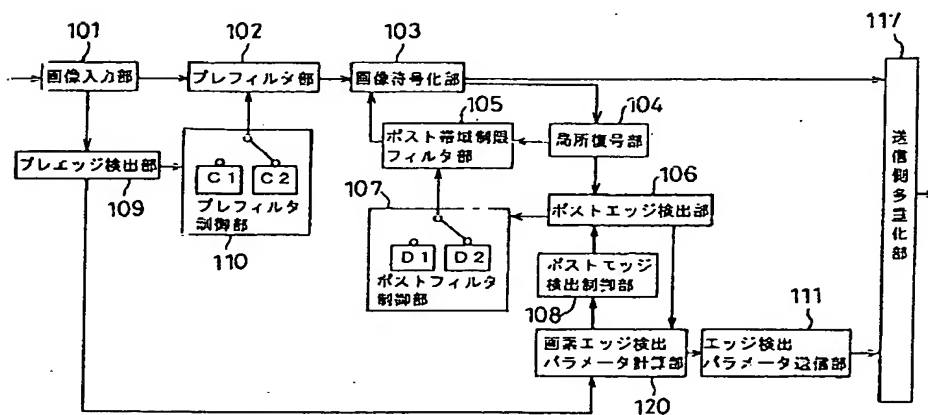 101
102
103
117
画像入力部
プレフィルタ部
画像符号化部
105
104
ポスト帯域制限
フィルタ部
局所復号部
プレエッジ検出部
109
C1
C2
プレフィルタ
制御部
110
107
106
ポストエッジ検出部
D1
D2
ポストフィルタ
制御部
ポストエッジ
検出制御部
108
111
画素エッジ検出
パラメータ計算部
120
エッジ検出
パラメータ送信部
送信側多重化部